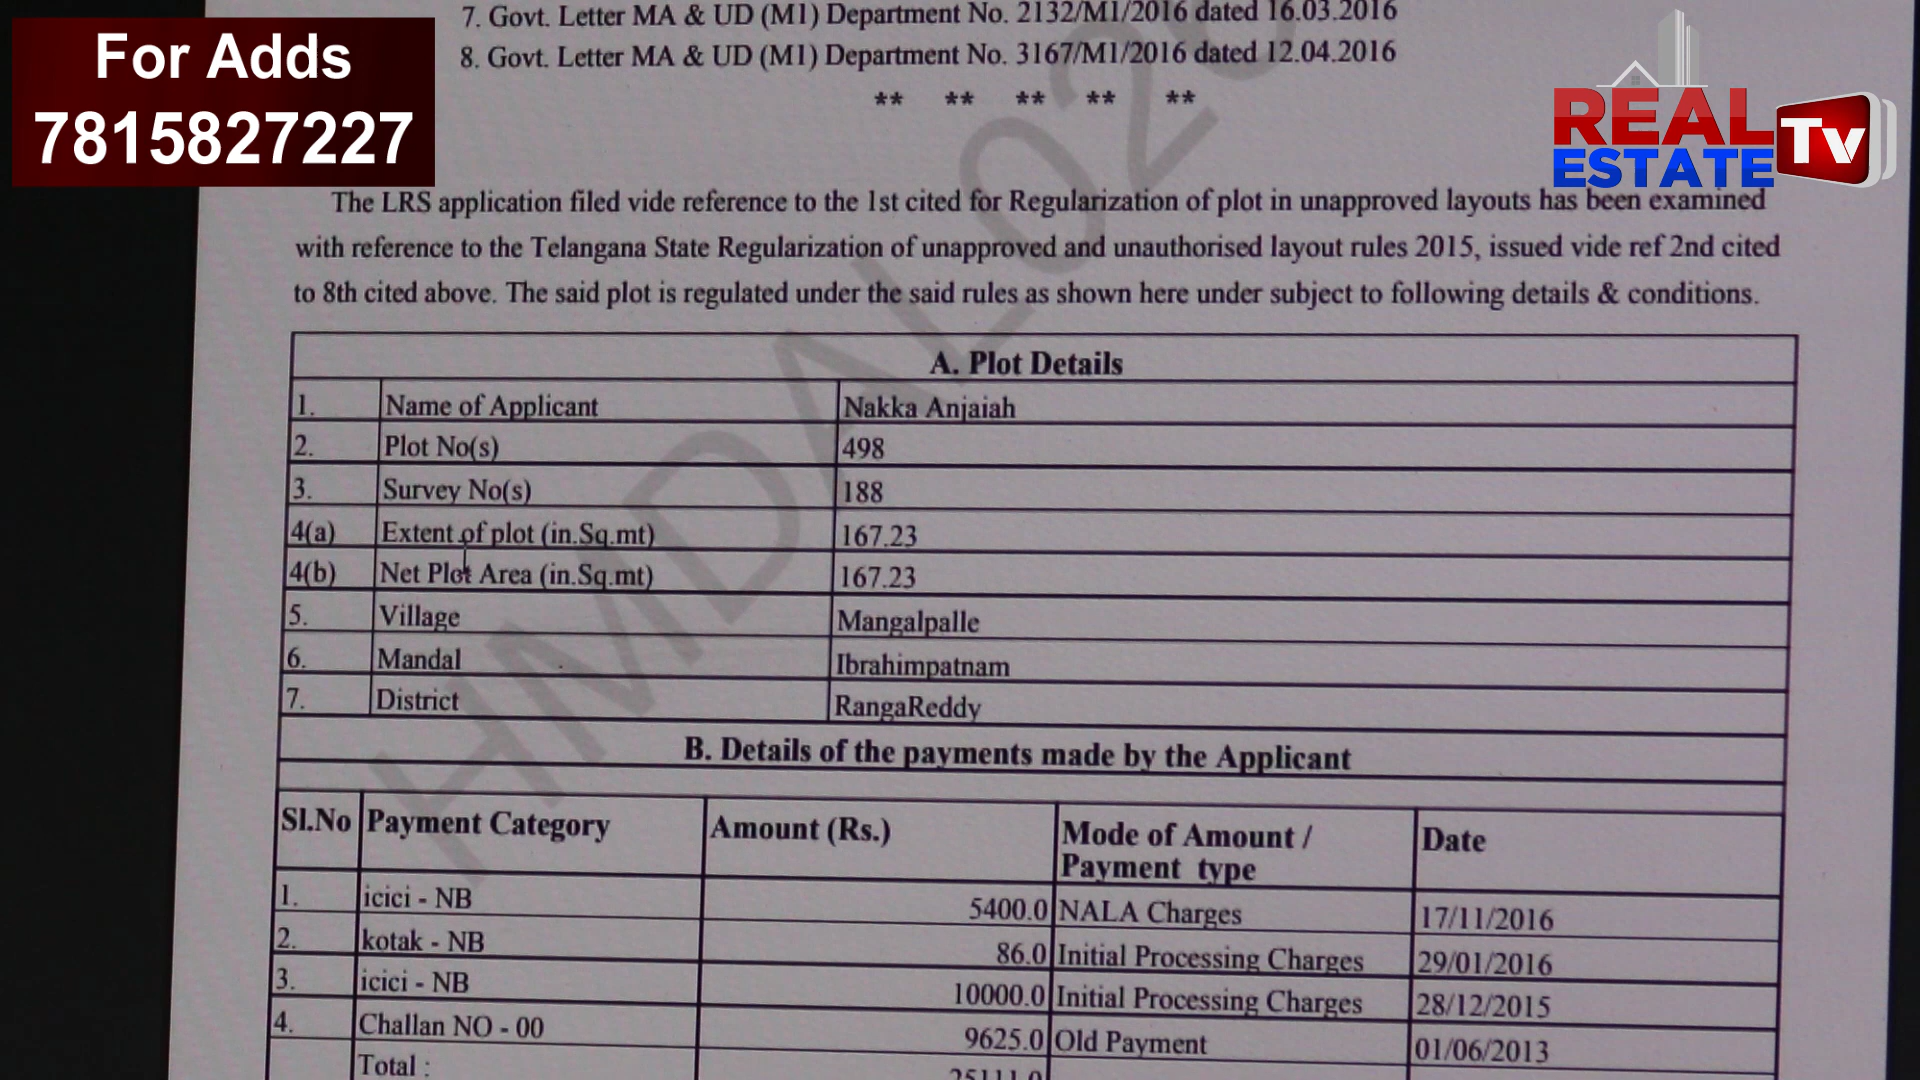 For Adds
7815827227
REAL
ESTATE
Tv
7. Govt. Letter MA & UD (M1) Department No. 2132/M1/2016 dated 16.03.2016
8. Govt. Letter MA & UD (M1) Department No. 3167/M1/2016 dated 12.04.2016
** ** ** ** **
The LRS application filed vide reference to the 1st cited for Regularization of plot in unapproved layouts has been examined
with reference to the Telangana State Regularization of unapproved and unauthorised layout rules 2015, issued vide ref 2nd cited
to 8th cited above. The said plot is regulated under the said rules as shown here under subject to following details & conditions.
A. Plot Details
1. Name of Applicant Nakka Anjaiah
2. Plot No(s) 498
3. Survey No(s) 188
4(a) Extent of plot (in.Sq.mt) 167.23
4(b) Net Plot Area (in.Sq.mt) 167.23
5. Village Mangalpalle
6. Mandal Ibrahimpatnam
7. District RangaReddy
B. Details of the payments made by the Applicant
Sl.No Payment Category Amount (Rs.) Mode of Amount / Payment type Date
1. icici - NB 5400.0 NALA Charges 17/11/2016
2. kotak - NB 86.0 Initial Processing Charges 29/01/2016
3. icici - NB 10000.0 Initial Processing Charges 28/12/2015
4. Challan NO - 00 9625.0 Old Payment 01/06/2013
Total : 25111.0